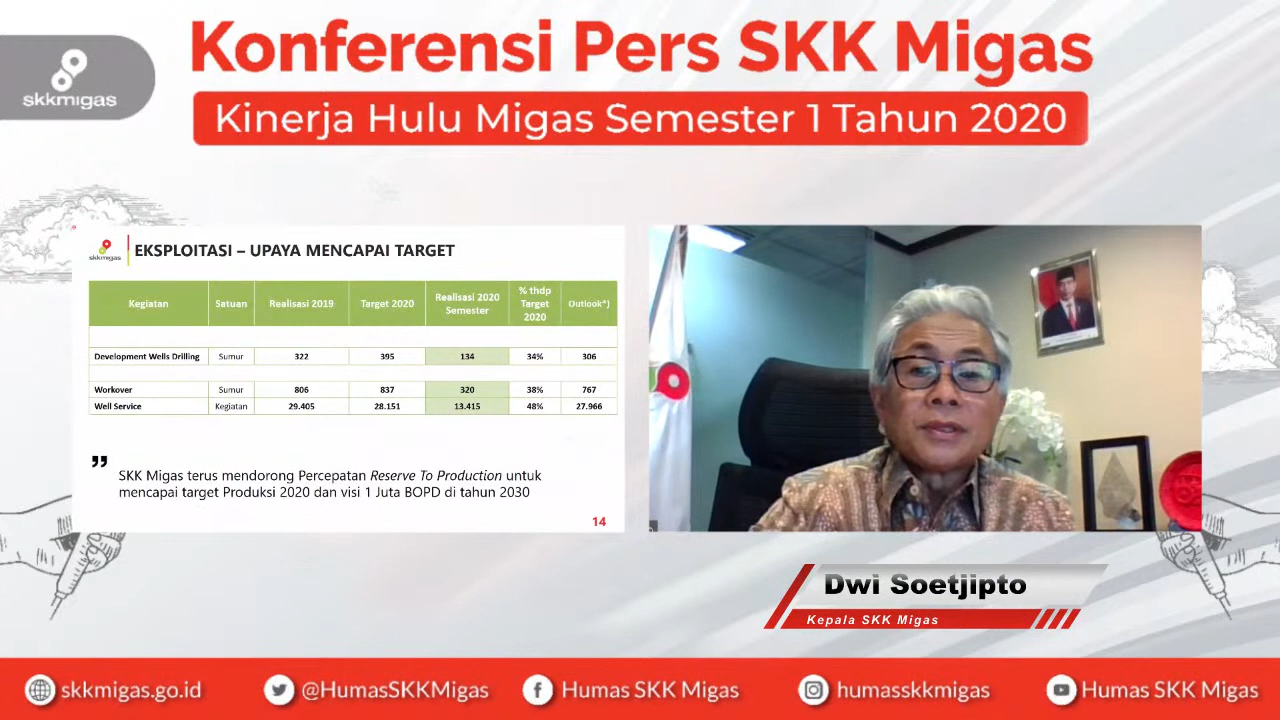 Konferensi Pers SKK Migas
skkmigas
Kinerja Hulu Migas Semester 1 Tahun 2020
skkmigas
EKSPLOITASI – UPAYA MENCAPAI TARGET
Kegiatan Satuan Realisasi 2019 Target 2020 Realisasi 2020 Semester % thdp Target 2020 Outlook*)
Development Wells Drilling Sumur 322 395 134 34% 306
Workover Sumur 806 837 320 38% 767
Well Service Kegiatan 29.405 28.151 13.415 48% 27.966
” SKK Migas terus mendorong Percepatan Reserve To Production untuk
mencapai target Produksi 2020 dan visi 1 Juta BOPD di tahun 2030
14
Dwi Soetjipto
Kepala SKK Migas
skkmigas.go.id @HumasSKKMigas Humas SKK Migas humasskkmigas Humas SKK Migas